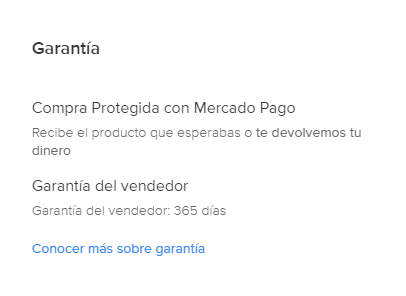 Garantía
Compra Protegida con Mercado Pago
Recibe el producto que esperabas o te devolvemos tu
dinero
Garantía del vendedor
Garantía del vendedor: 365 días
Conocer más sobre garantía